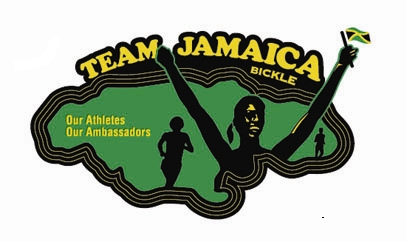 TEAM JAMAICA
BICKLE
Our Athletes
Our Ambassadors